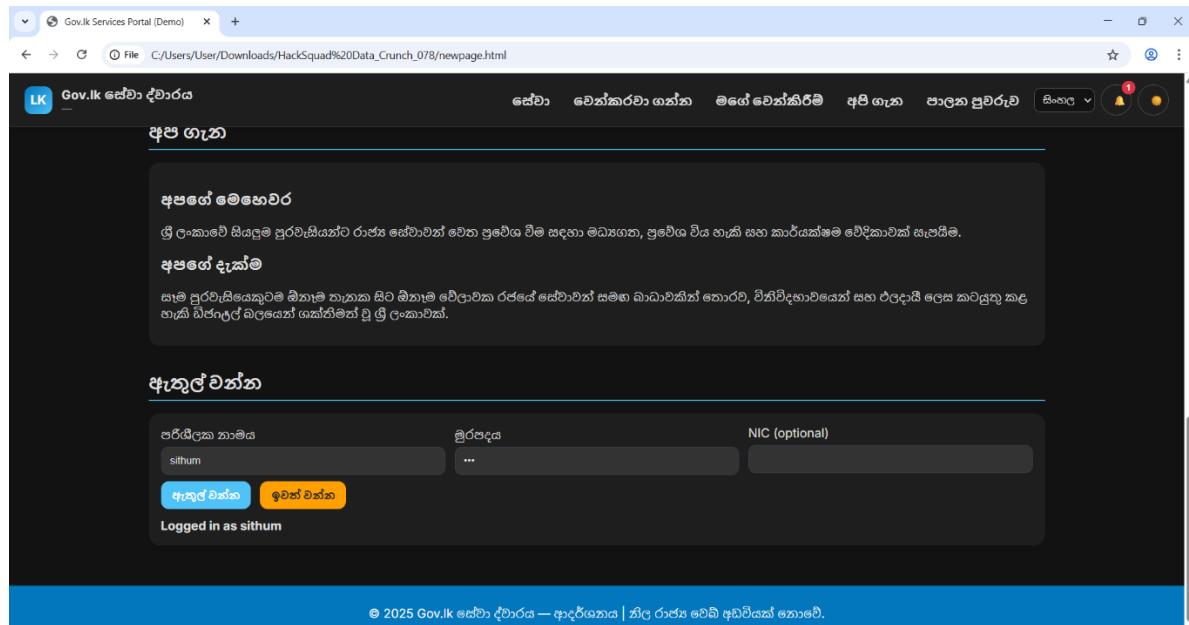 Gov.lk Services Portal (Demo)
File C:/Users/User/Downloads/HackSquad%20Data_Crunch_078/newpage.html
LK Gov.lk සේවා ද්වාරය
—
සේවා වෙන්කරවා ගන්න මගේ වෙන්කිරීම් අපි ගැන පාලන පුවරුව සිංහල 1
අප ගැන
අපගේ මෙහෙවර
ශ්‍රී ලංකාවේ සියලුම පුරවැසියන්ට රාජ්‍ය සේවාවන් වෙත ප්‍රවේශ වීම සඳහා මධ්‍යගත, ප්‍රවේශ විය හැකි සහ කාර්යක්ෂම වේදිකාවක් සැපයීම.
අපගේ දැක්ම
සෑම පුරවැසියෙකුටම ඕනෑම තැනක සිට ඕනෑම වේලාවක රජයේ සේවාවන් සමඟ බාධාවකින් තොරව, විනිවිදභාවයෙන් සහ ඵලදායී ලෙස කටයුතු කළ
හැකි ඩිජිටල් බලයෙන් ශක්තිමත් වූ ශ්‍රී ලංකාවක්.
ඇතුල් වන්න
පරිශීලක නාමය මුරපදය NIC (optional)
sithum •••
ඇතුල් වන්න ඉවත් වන්න
Logged in as sithum
© 2025 Gov.lk සේවා ද්වාරය — ආදර්ශනය | නිල රාජ්‍ය වෙබ් අඩවියක් නොවේ.